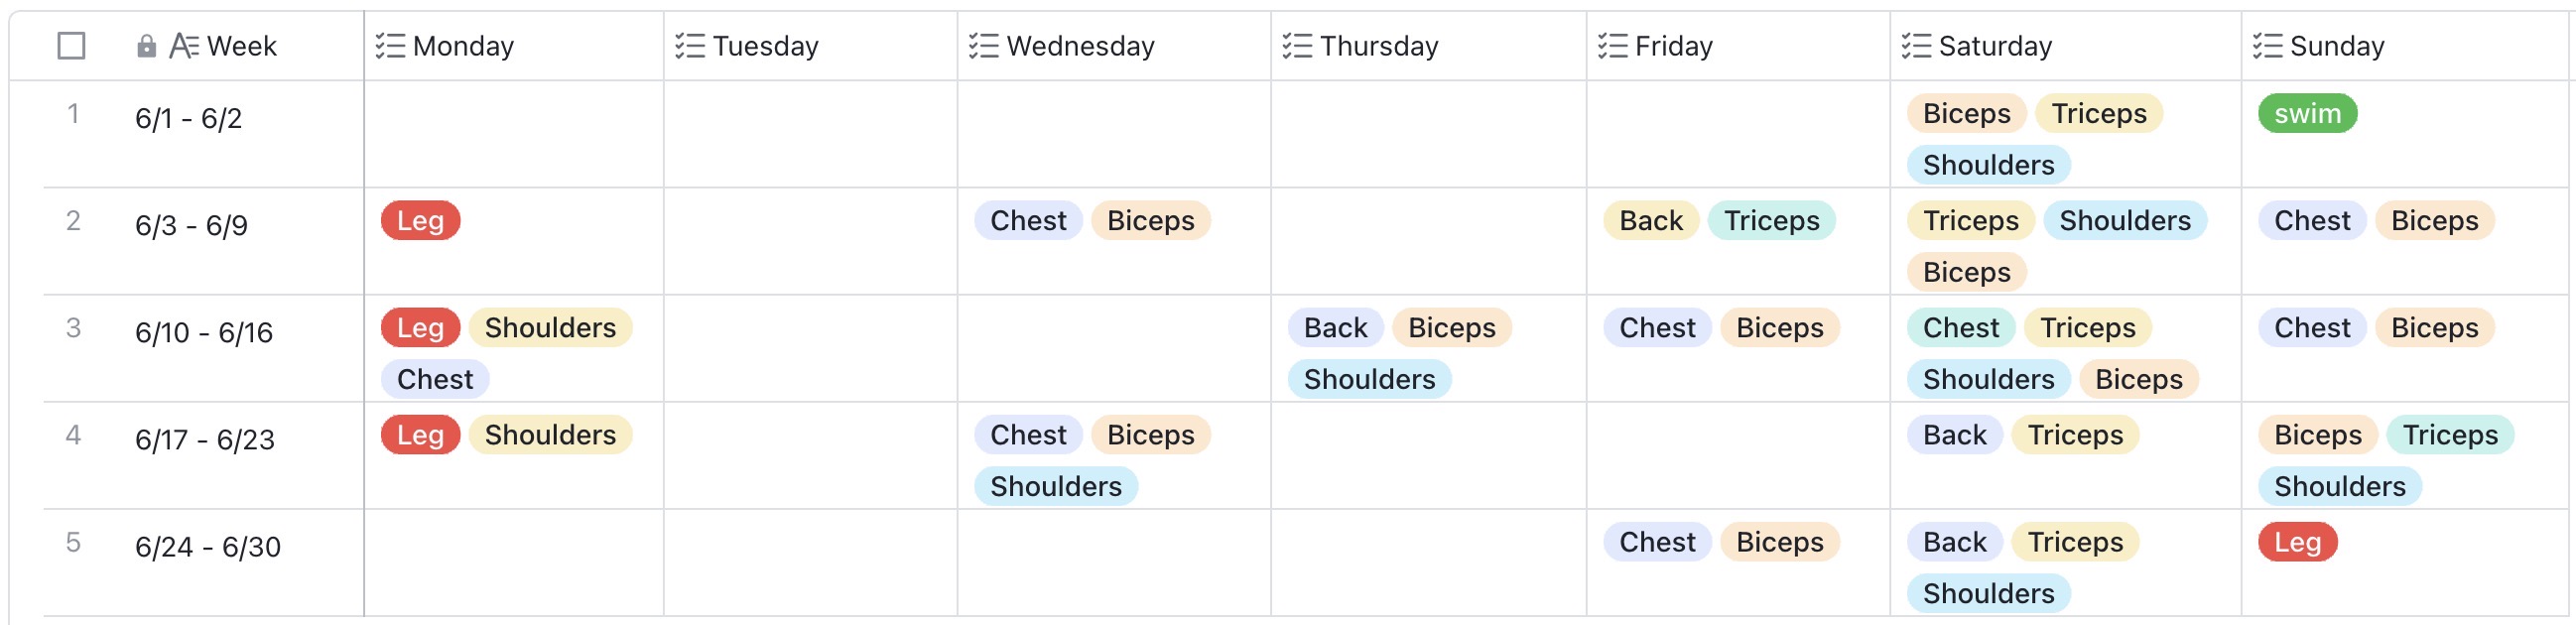 Week Monday Tuesday Wednesday Thursday Friday Saturday Sunday
1 6/1 - 6/2 Biceps Triceps swim
Shoulders
2 6/3 - 6/9 Leg Chest Biceps Back Triceps Triceps Shoulders Chest Biceps
Biceps
3 6/10 - 6/16 Leg Shoulders Back Biceps Chest Biceps Chest Triceps Chest Biceps
Chest Shoulders Shoulders Biceps
4 6/17 - 6/23 Leg Shoulders Chest Biceps Back Triceps Biceps Triceps
Shoulders Shoulders
5 6/24 - 6/30 Chest Biceps Back Triceps Leg
Shoulders